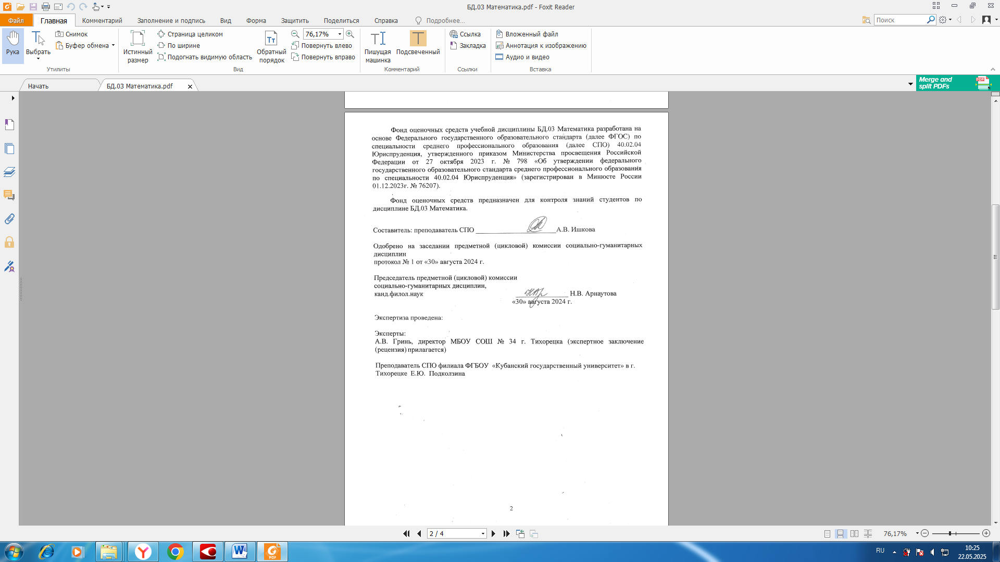 БД.03 Математика.pdf - Foxit Reader
Файл Главная Комментарий Заполнение и подпись Вид Форма Защитить Поделиться Справка Подробнее... Поиск
Рука
Выбрать
Снимок
Буфер обмена
Утилиты
Истинный размер
Страница целиком
По ширине
Подогнать видимую область
Обратный порядок
76,17%
Повернуть влево
Повернуть вправо
Вид
Пишущая машинка
Подсвеченный
Комментарий
Ссылка
Закладка
Ссылки
Вложенный файл
Аннотация к изображению
Аудио и видео
Вставка
Начать
БД.03 Математика.pdf
Merge and
split PDFs
PDF
Фонд оценочных средств учебной дисциплины БД.03 Математика разработана на
основе Федерального государственного образовательного стандарта (далее ФГОС) по
специальности среднего профессионального образования (далее СПО) 40.02.04
Юриспруденция, утвержденного приказом Министерства просвещения Российской
Федерации от 27 октября 2023 г. № 798 «Об утверждении федерального
государственного образовательного стандарта среднего профессионального образования
по специальности 40.02.04 Юриспруденция» (зарегистрирован в Минюсте России
01.12.2023г. № 76207).
Фонд оценочных средств предназначен для контроля знаний студентов по
дисциплине БД.03 Математика.
Составитель: преподаватель СПО А.В. Ишкова
Одобрено на заседании предметной (цикловой) комиссии социально-гуманитарных
дисциплин
протокол № 1 от «30» августа 2024 г.
Председатель предметной (цикловой) комиссии
социально-гуманитарных дисциплин,
канд.филол.наук Н.В. Арнаутова
«30» августа 2024 г.
Экспертиза проведена:
Эксперты:
А.В. Гринь, директор МБОУ СОШ № 34 г. Тихорецка (экспертное заключение
(рецензия) прилагается)
Преподаватель СПО филиала ФГБОУ «Кубанский государственный университет» в г.
Тихорецке Е.Ю. Подколзина
2
2 / 4
76,17%
RU
10:25
22.05.2025